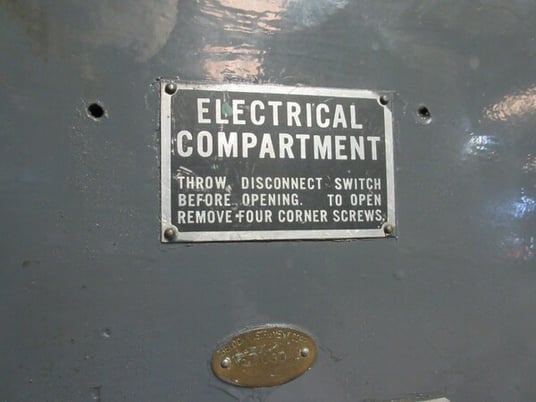 ELECTRICAL
COMPARTMENT
THROW DISCONNECT SWITCH
BEFORE OPENING. TO OPEN
REMOVE FOUR CORNER SCREWS.